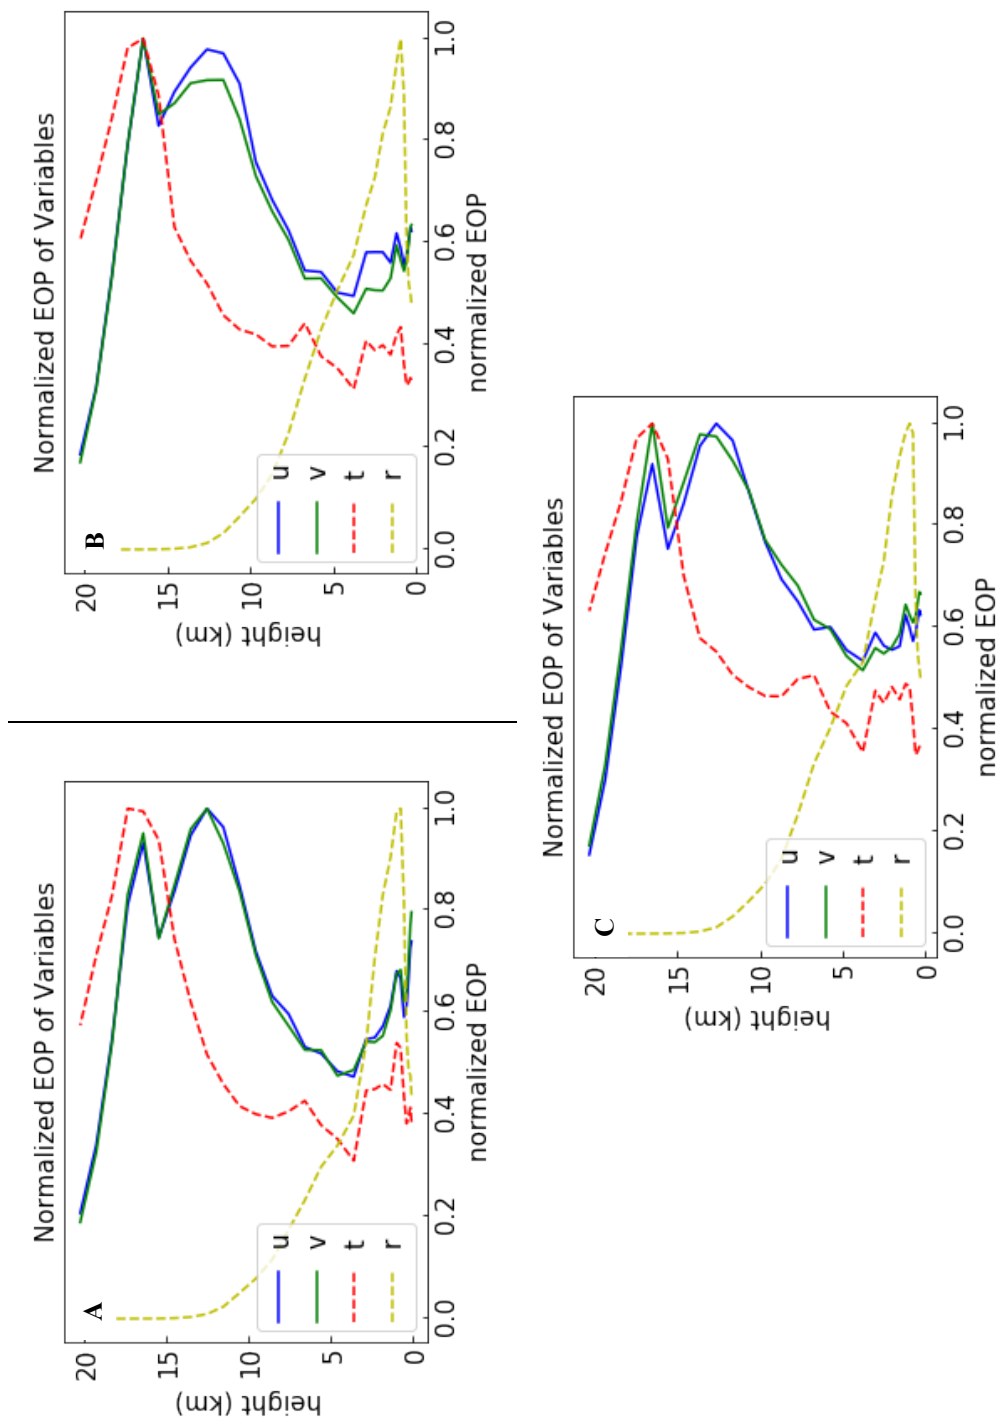 Normalized EOP of Variables
A
height (km)
20
15
10
5
0
u
v
t
r
0.0
0.2
0.4
0.6
0.8
1.0
normalized EOP
Normalized EOP of Variables
B
height (km)
20
15
10
5
0
u
v
t
r
0.0
0.2
0.4
0.6
0.8
1.0
normalized EOP
Normalized EOP of Variables
C
height (km)
20
15
10
5
0
u
v
t
r
0.0
0.2
0.4
0.6
0.8
1.0
normalized EOP